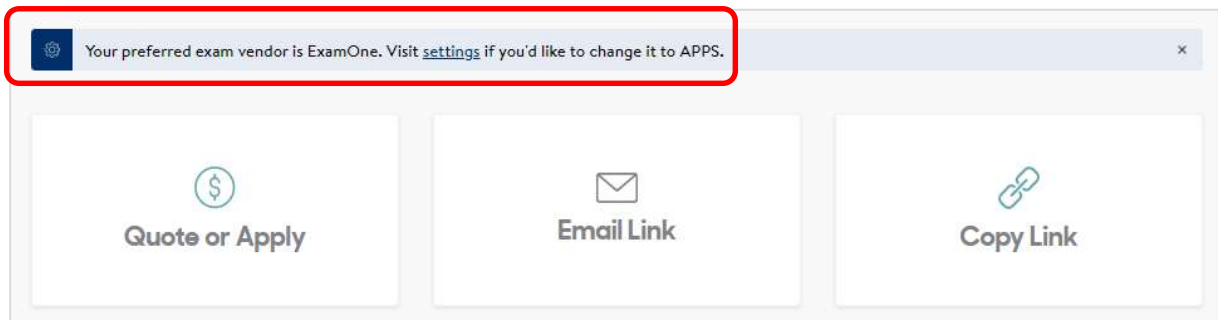 Your preferred exam vendor is ExamOne. Visit settings if you'd like to change it to APPS. ×
Quote or Apply
Email Link
Copy Link